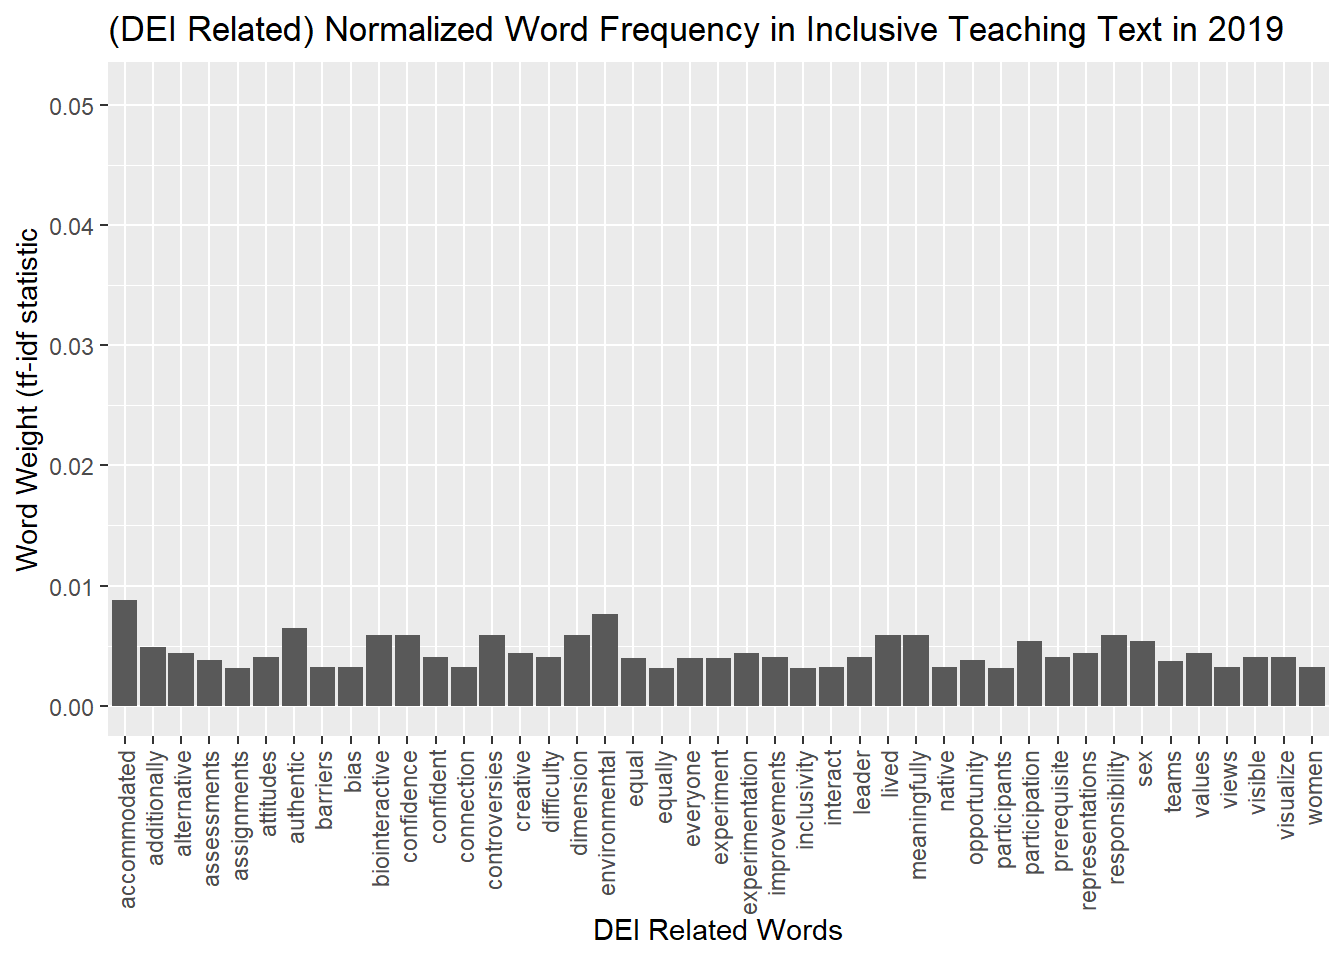 (DEI Related) Normalized Word Frequency in Inclusive Teaching Text in 2019
Word Weight (tf-idf statistic
0.05
0.04
0.03
0.02
0.01
0.00
accommodated
additionally
alternative
assessments
assignments
attitudes
authentic
barriers
bias
biointeractive
confidence
confident
connection
controversies
creative
difficulty
dimension
environmental
equal
equally
everyone
experiment
experimentation
improvements
inclusivity
interact
leader
lived
meaningfully
native
opportunity
participants
participation
prerequisite
representations
responsibility
sex
teams
values
views
visible
visualize
women
DEI Related Words